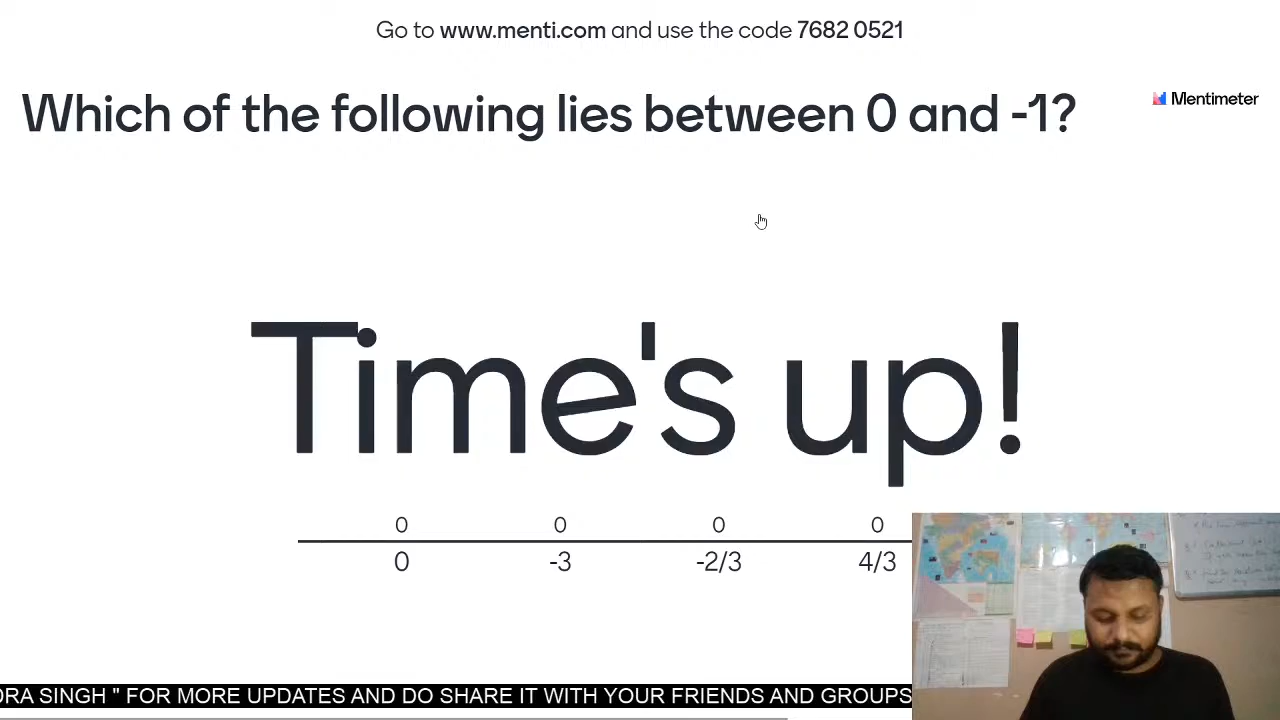 Go to www.menti.com and use the code 7682 0521
Which of the following lies between 0 and -1?
Mentimeter
Time's up!
0 0 0 0
0 -3 -2/3 4/3
SINGH " FOR MORE UPDATES AND DO SHARE IT WITH YOUR FRIENDS AND GROUPS